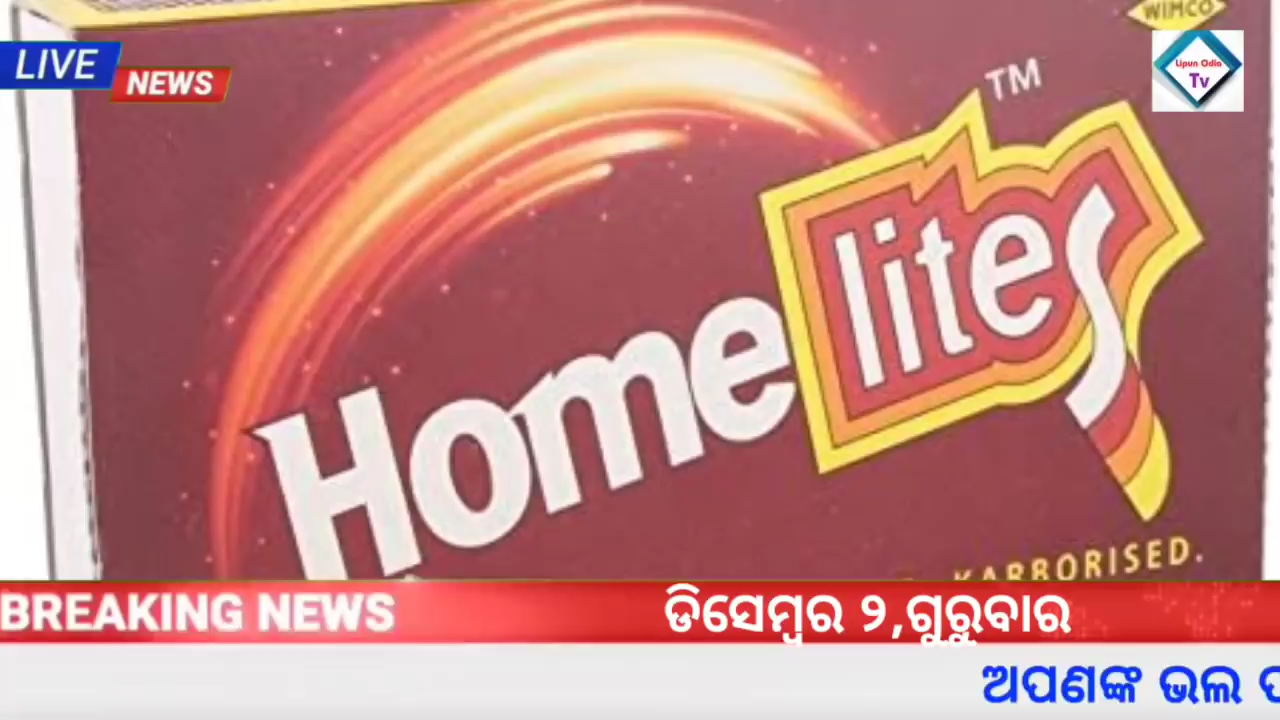 WIMCO
LIVE
NEWS
Lipun Odia
Tv
TM
Home lites
KARBORISED.
BREAKING NEWS
ଡିସେମ୍ବର ୨,ଗୁରୁବାର
ଅପଣଙ୍କ ଭଲ